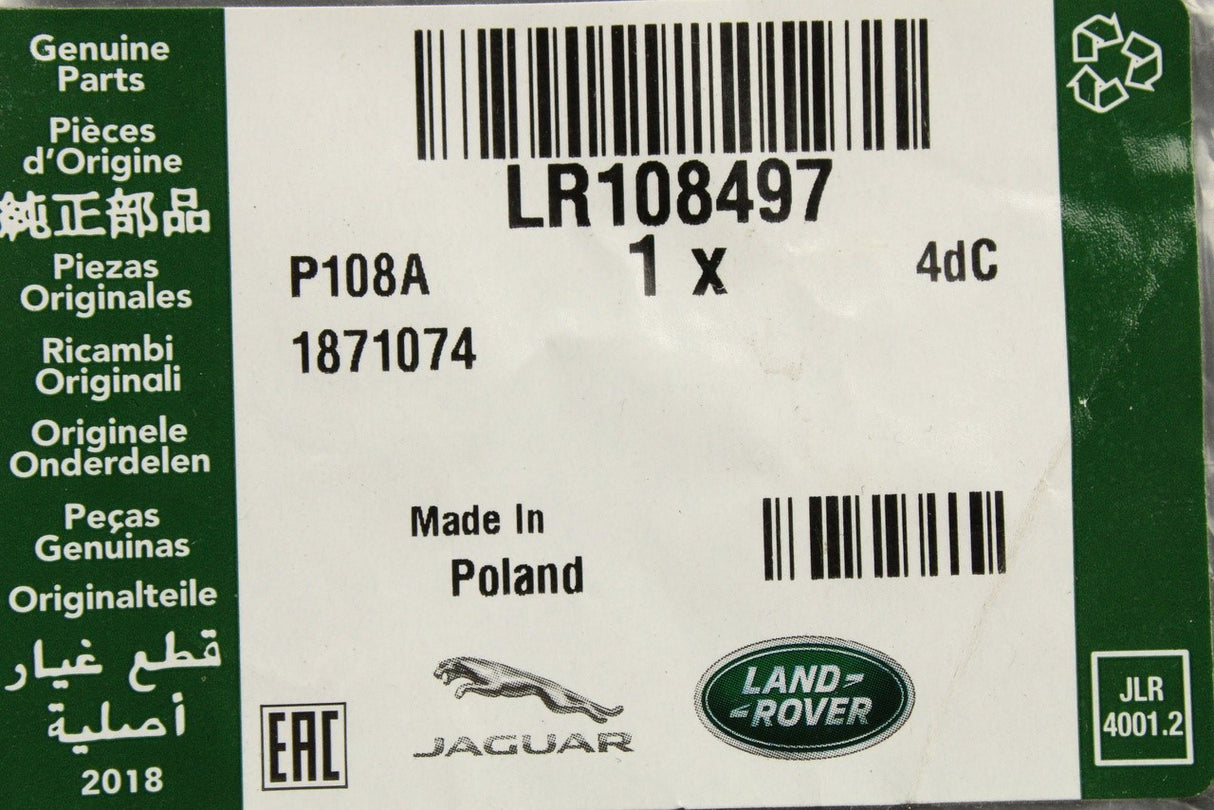 Genuine
Parts
Pièces
d'Origine
純正部品
Piezas
Originales
Ricambi
Originali
Originele
Onderdelen
Peças
Genuinas
Originalteile
قطع غيار
أصلية
2018
LR108497
P108A
1 x
4dC
1871074
Made In
Poland
EAC
JAGUAR
LAND
ROVER
JLR
4001.2